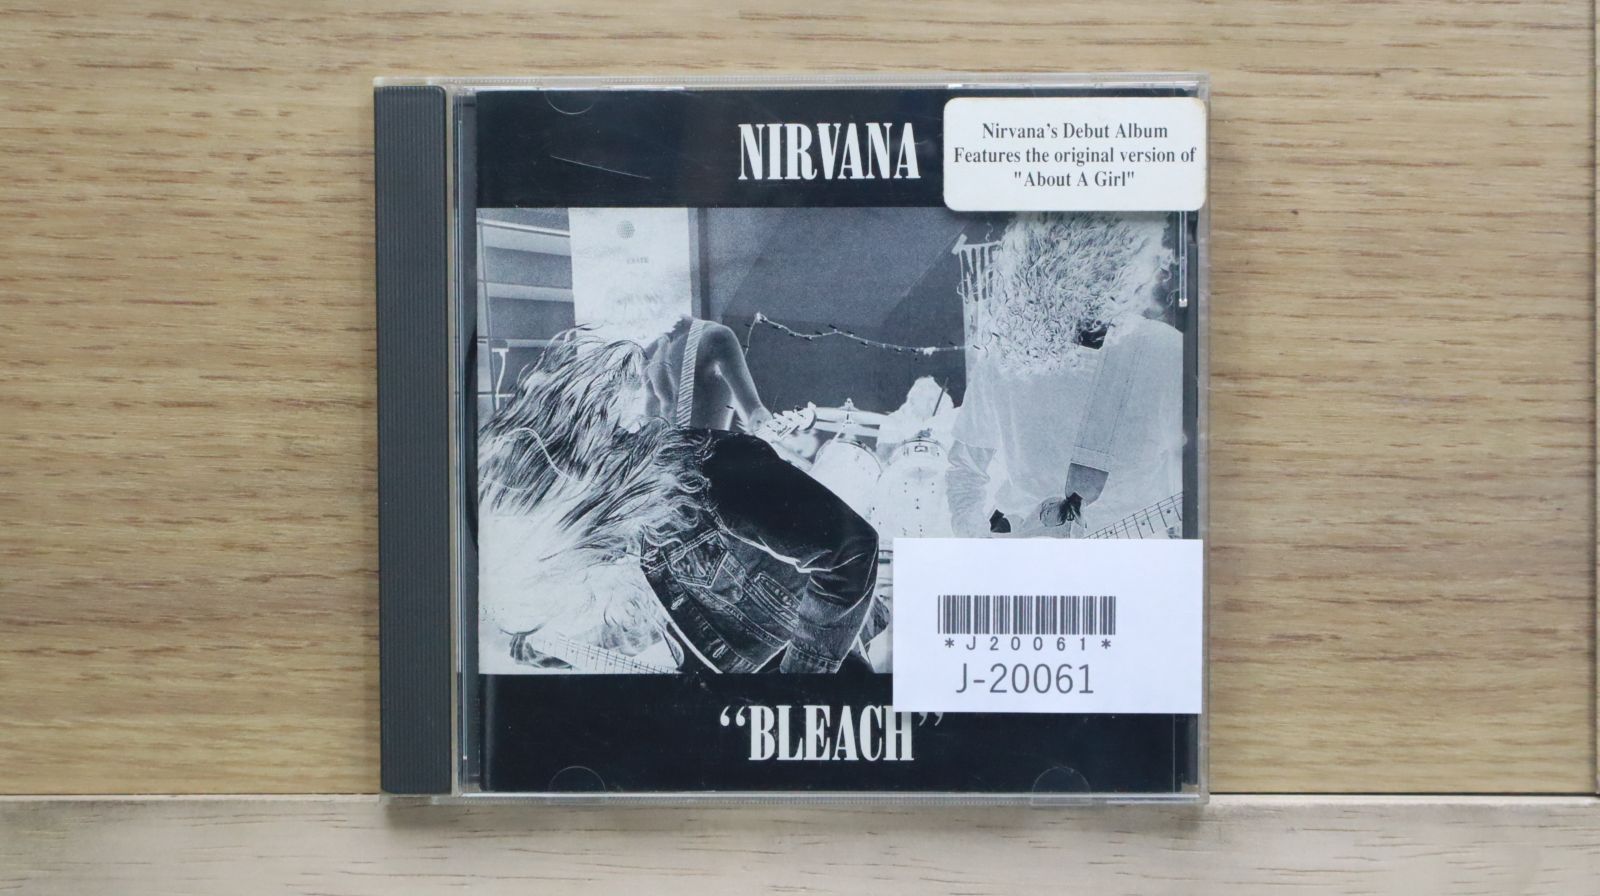 NIRVANA
Nirvana's Debut Album
Features the original version of
"About A Girl"
*J20061*
J-20061
“BLEACH”